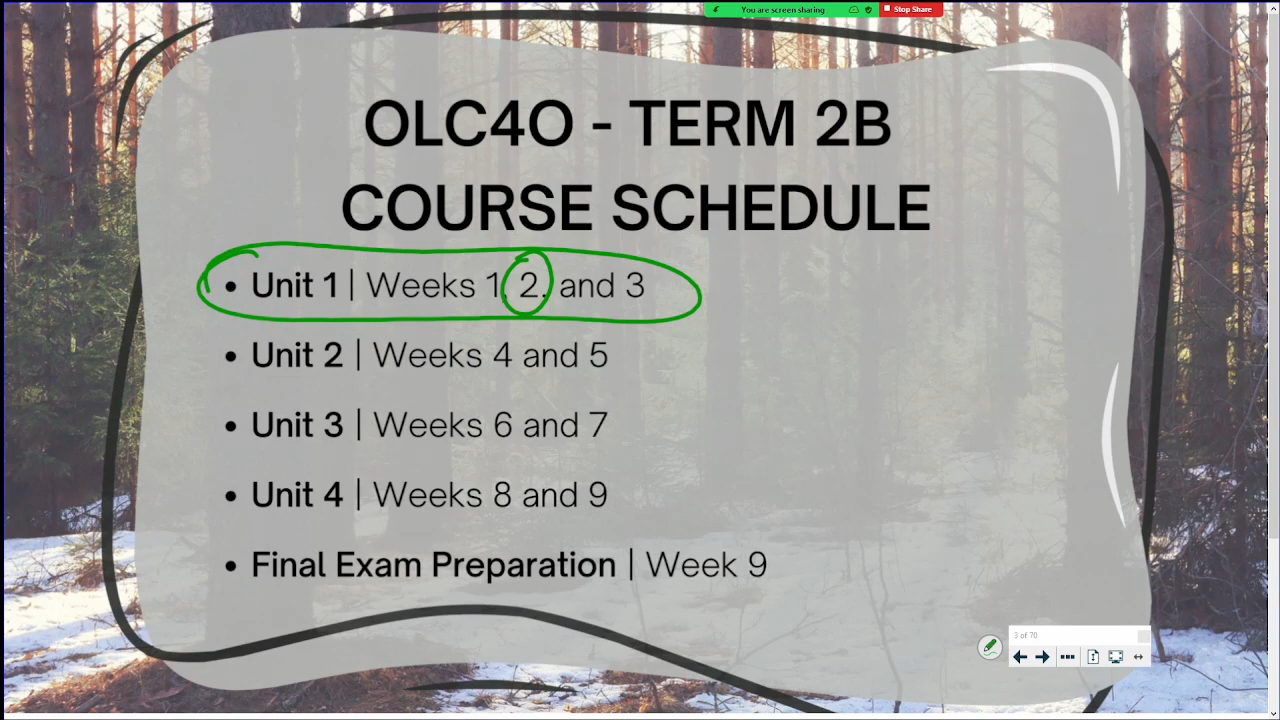 You are screen sharing Stop Share
OLC4O - TERM 2B
COURSE SCHEDULE
• Unit 1 | Weeks 1, 2, and 3
• Unit 2 | Weeks 4 and 5
• Unit 3 | Weeks 6 and 7
• Unit 4 | Weeks 8 and 9
• Final Exam Preparation | Week 9
3 of 70